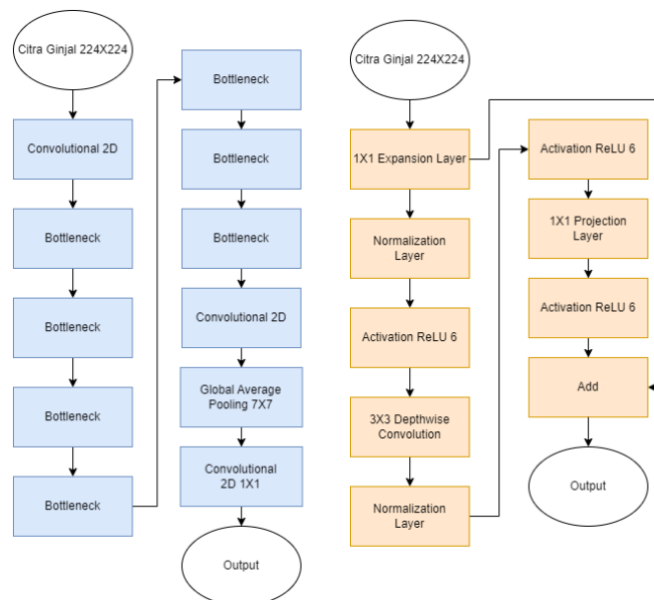 Citra Ginjal 224X224
Convolutional 2D
Bottleneck
Bottleneck
Bottleneck
Bottleneck
Bottleneck
Bottleneck
Bottleneck
Convolutional 2D
Global Average
Pooling 7X7
Convolutional
2D 1X1
Output
Citra Ginjal 224X224
1X1 Expansion Layer
Normalization
Layer
Activation ReLU 6
3X3 Depthwise
Convolution
Normalization
Layer
Activation ReLU 6
1X1 Projection
Layer
Activation ReLU 6
Add
Output